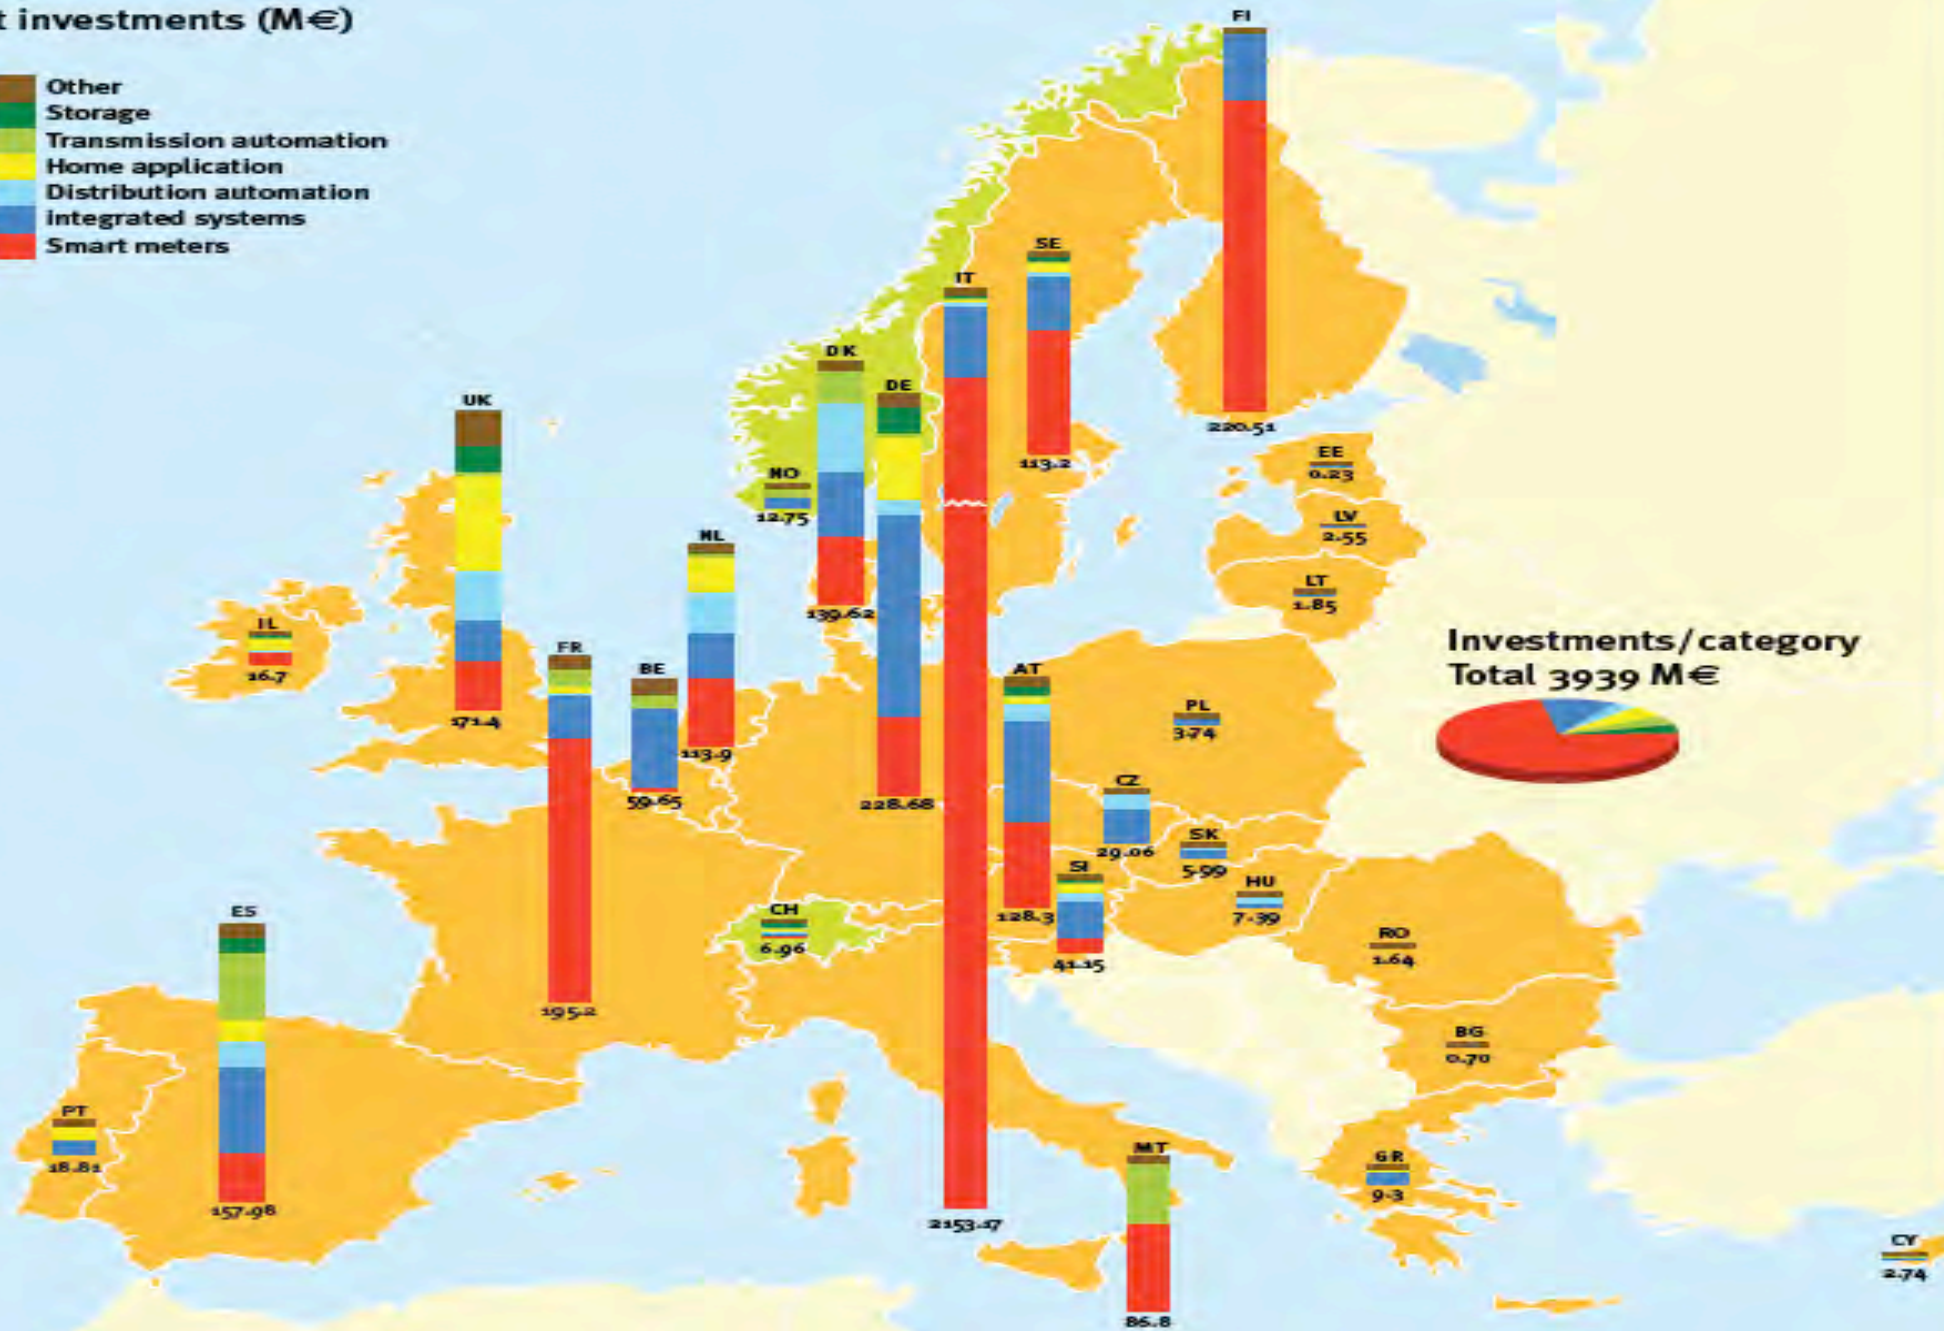 t investments (M€)
Other
Storage
Transmission automation
Home application
Distribution automation
integrated systems
Smart meters
FI
220.51
SE
113.2
IT
2153.17
DK
139.62
DE
228.68
UK
171.4
NO
12.75
NL
113.9
EE
0.23
LV
2.55
LT
1.85
IL
16.7
FR
195.2
BE
59.65
AT
128.3
PL
3.74
Investments/category
Total 3939 M€
CZ
29.06
SK
5.99
SI
41.15
HU
7.39
CH
6.96
ES
157.98
RO
1.64
BG
0.70
PT
18.81
MT
86.8
GR
9.3
CY
2.74